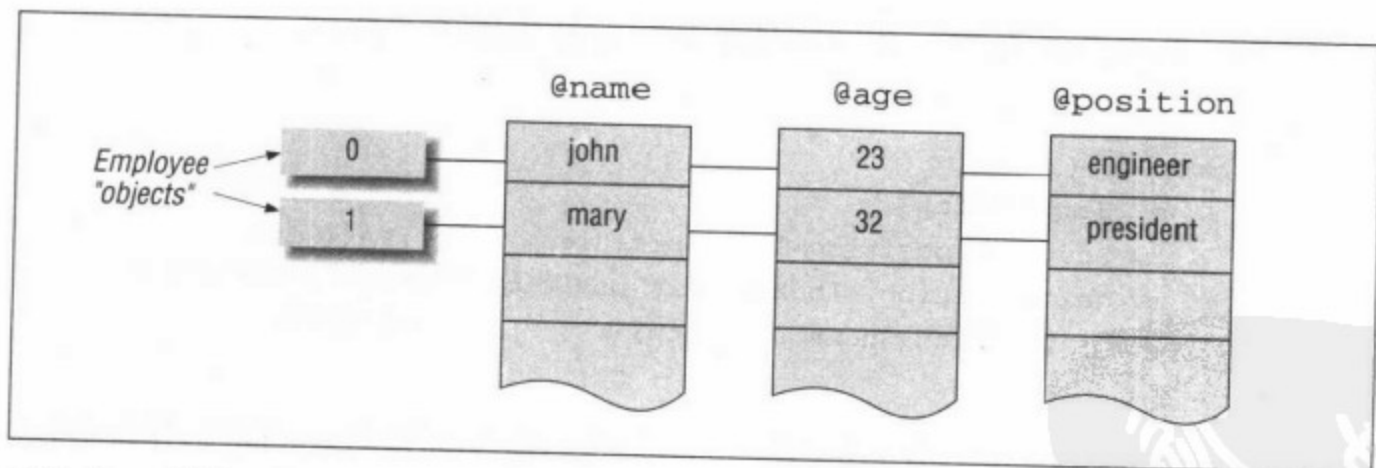 @name @age @position
Employee "objects"
0 john 23 engineer
1 mary 32 president